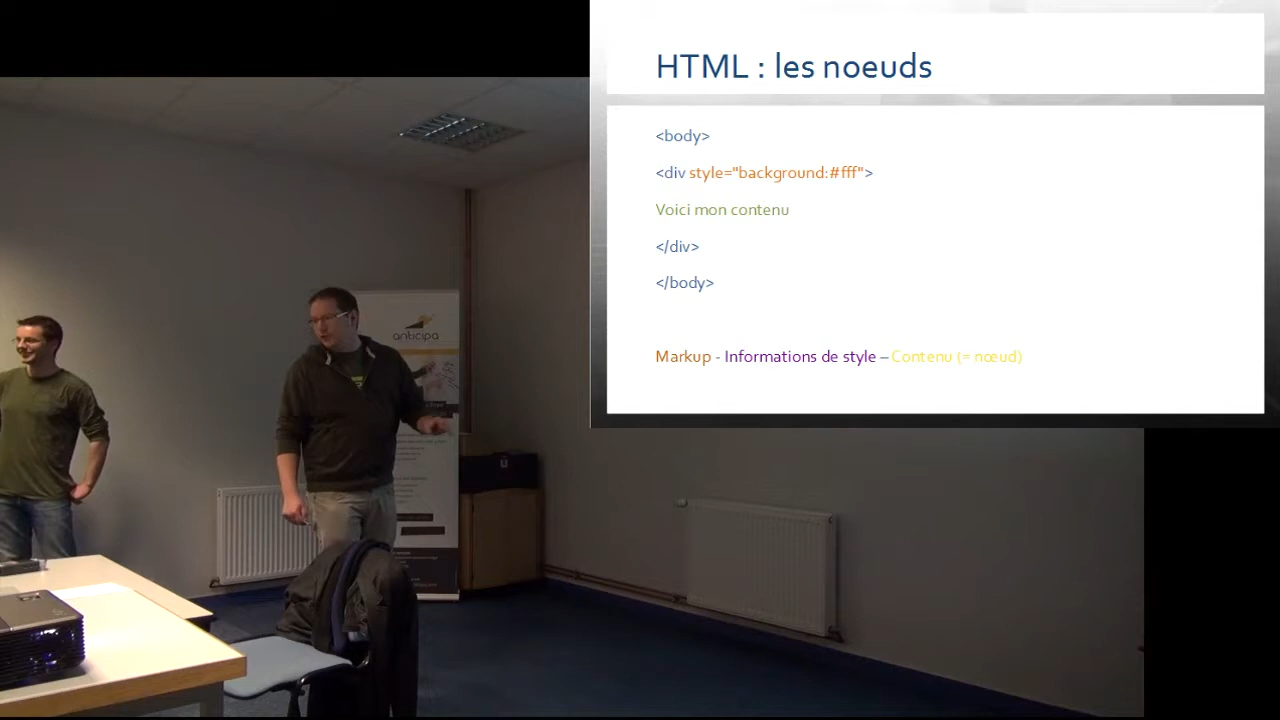 HTML : les noeuds
<body>
<div style="background:#fff">
Voici mon contenu
</div>
</body>
Markup - Informations de style – Contenu (= nœud)
anticipa